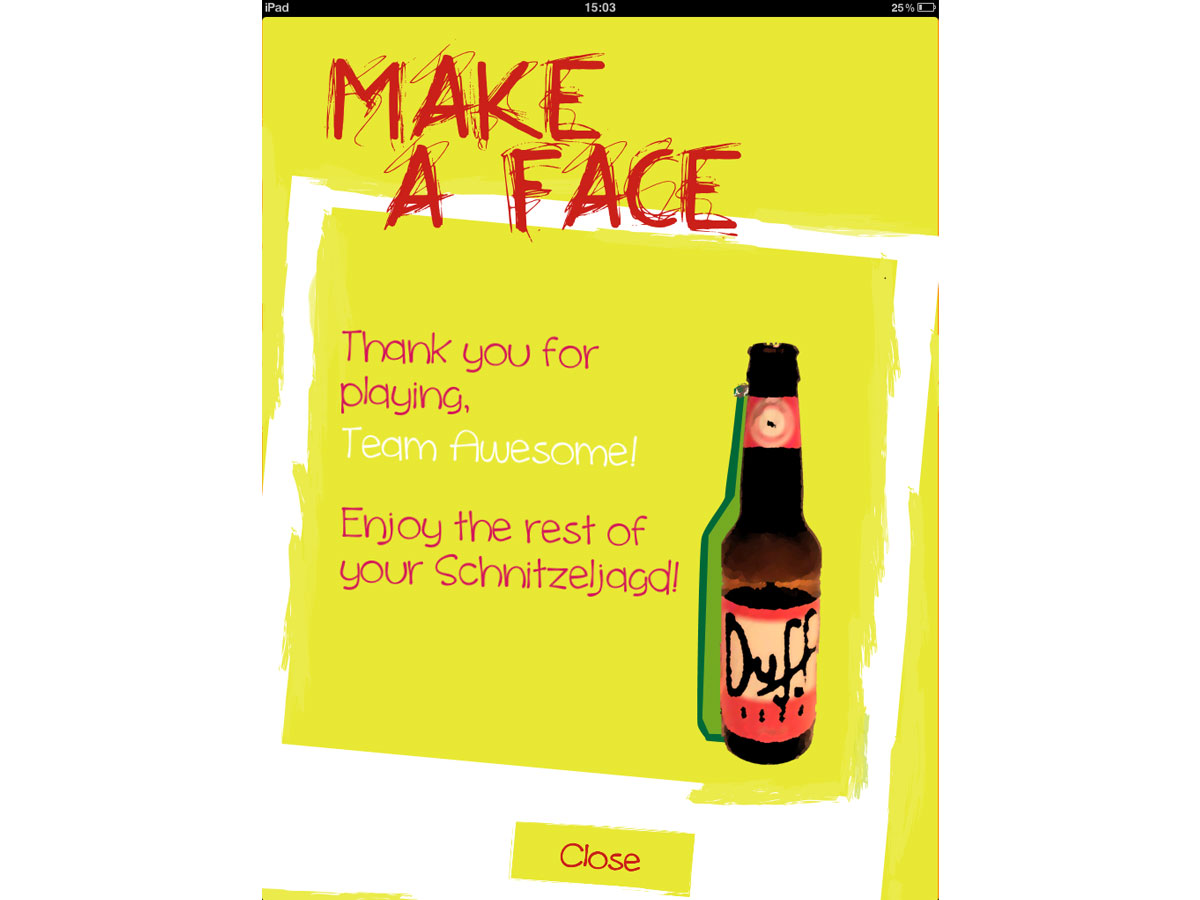 iPad 15:03 25%
MAKE
A FACE
Thank you for
playing,
Team Awesome!
Enjoy the rest of
your Schnitzeljagd!
Duff
Close